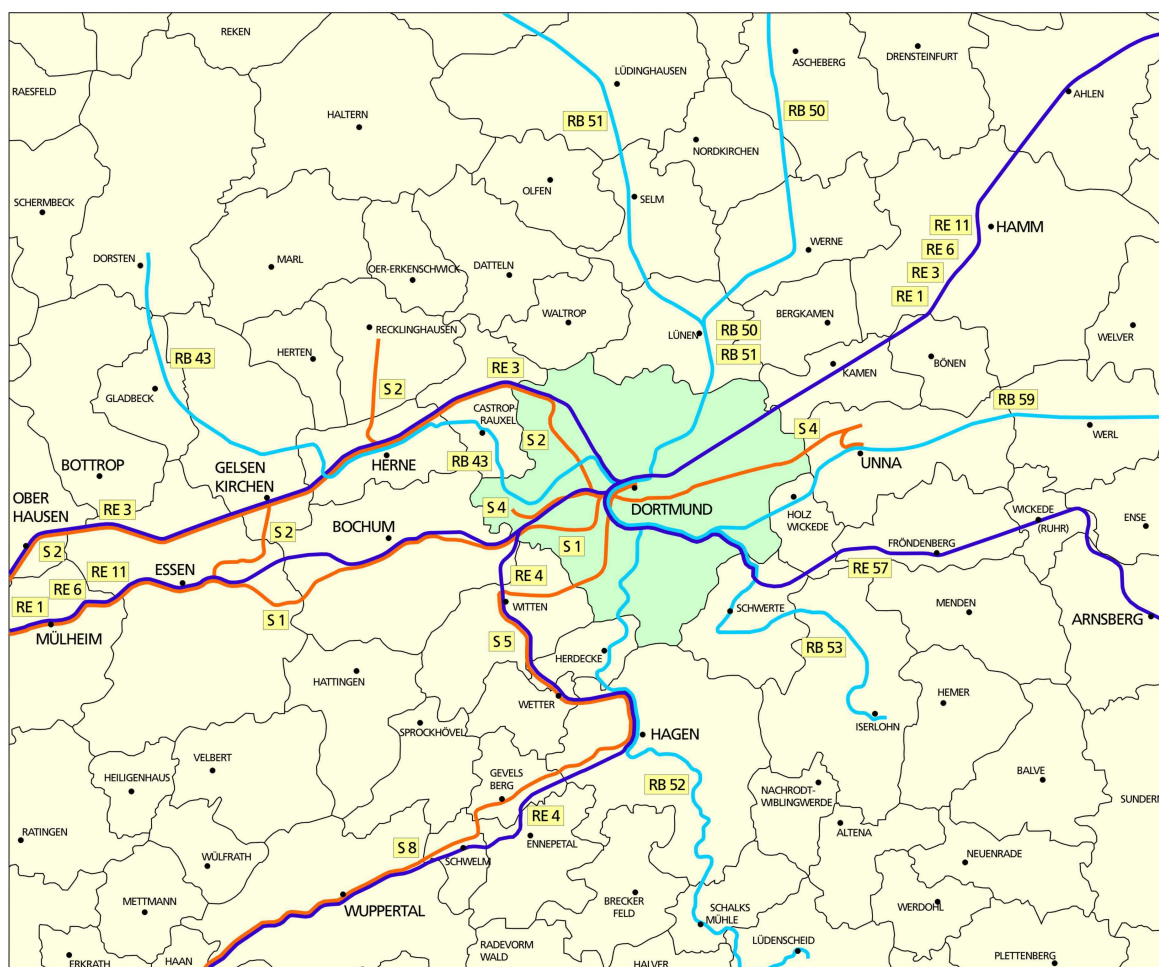 REKEN
RAESFELD
LÜDINGHAUSEN
ASCHEBERG
DRENSTEINFURT
AHLEN
RB 51
RB 50
HALTERN
NORDKIRCHEN
OLFEN
SELM
SCHERMBECK
DORSTEN
MARL
OER-ERKENSCHWICK
DATTELN
WERNE
RE 11
HAMM
RE 6
RE 3
RE 1
WALTROP
LÜNEN
BERGKAMEN
RB 50
RB 51
WELVER
RECKLINGHAUSEN
HERTEN
RB 43
GLADBECK
S 2
RE 3
KAMEN
BÖNEN
RB 59
CASTROP-
RAUXEL
S 2
S 4
WERL
BOTTROP
GELSEN
KIRCHEN
HERNE
RB 43
UNNA
OBER
HAUSEN
RE 3
S 2
BOCHUM
S 4
DORTMUND
HOLZ
WICKEDE
WICKEDE
(RUHR)
ENSE
S 2
S 1
FRÖNDENBERG
RE 1
RE 6
RE 11
ESSEN
RE 4
RE 57
MÜLHEIM
S 1
WITTEN
SCHWERTE
MENDEN
ARNSBERG
S 5
HERDECKE
RB 53
HATTINGEN
WETTER
HEMER
ISERLOHN
SPROCKHÖVEL
HAGEN
VELBERT
HEILIGENHAUS
GEVELS
BERG
RB 52
NACHRODT-
WIBLINGWERDE
BALVE
SUNDERN
RE 4
ENNEPETAL
ALTENA
RATINGEN
S 8
SCHWELM
WÜLFRATH
NEUENRADE
METTMANN
WUPPERTAL
BRECKER
FELD
SCHALKS
MÜHLE
WERDOHL
RADEVORM
WALD
LÜDENSCHEID
PLETTENBERG
ERKRATH
HAAN
HALVER